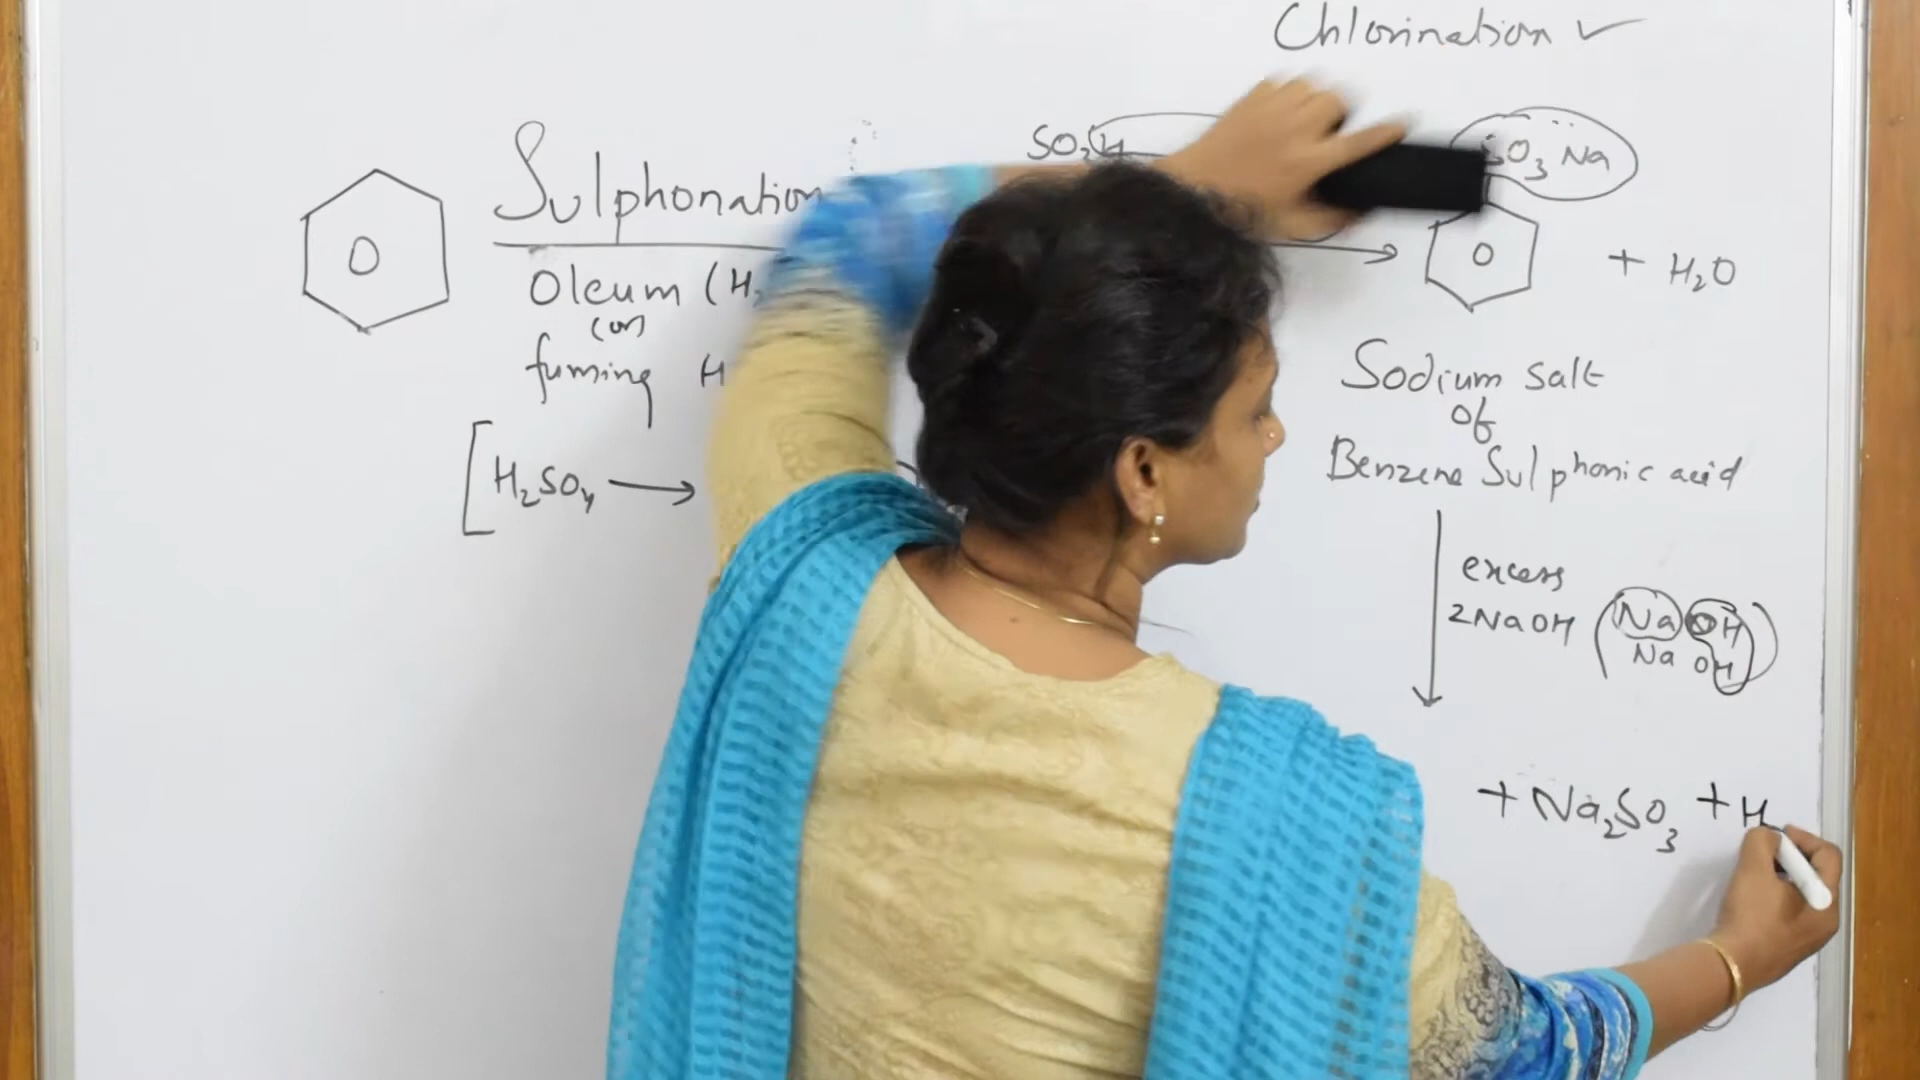 Chlorination ✓
Sulphonation
SO₃H
SO₃Na
O
O
+ H₂O
Oleum (H₂
(or)
fuming H
Sodium salt
of
Benzene Sulphonic acid
[H₂SO₄ →
excess
2NaOH (Na OH
Na OH)
+ Na₂SO₃ + H